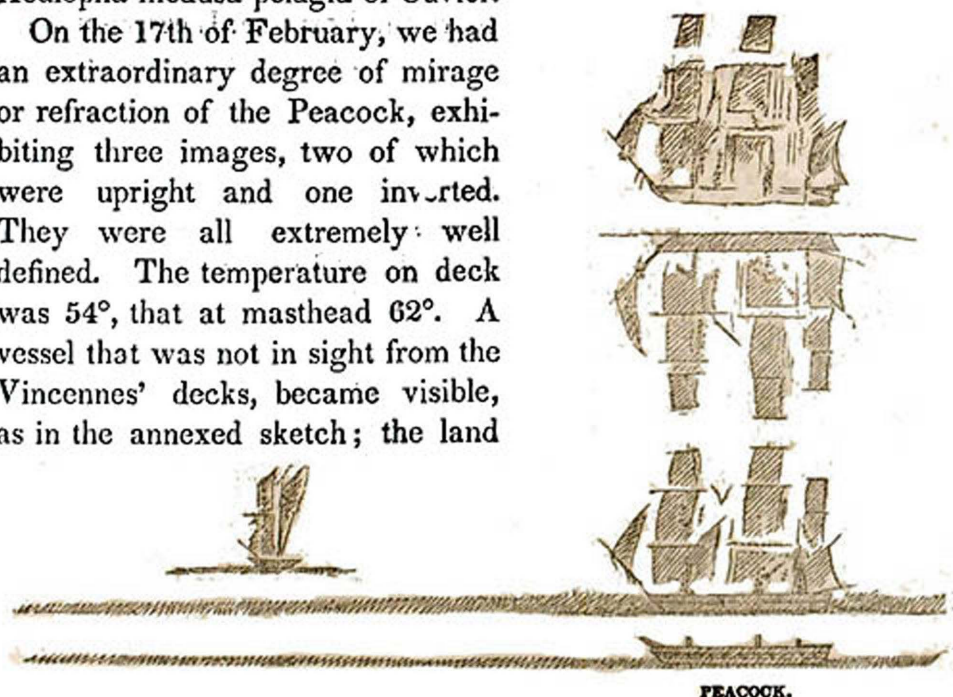 On the 17th of February, we had
an extraordinary degree of mirage
or refraction of the Peacock, exhi-
biting three images, two of which
were upright and one inverted.
They were all extremely well
defined. The temperature on deck
was 54°, that at masthead 62°. A
vessel that was not in sight from the
Vincennes' decks, became visible,
as in the annexed sketch; the land
PEACOCK.